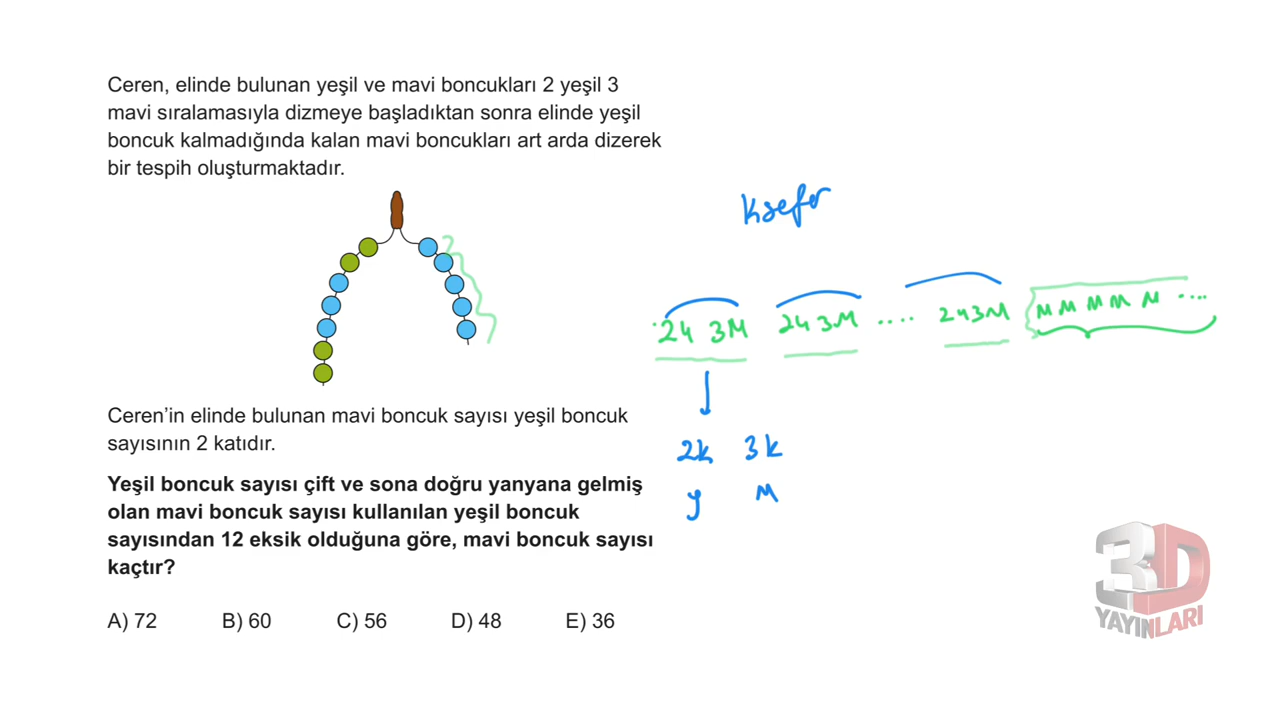 Ceren, elinde bulunan yeşil ve mavi boncukları 2 yeşil 3
mavi sıralamasıyla dizmeye başladıktan sonra elinde yeşil
boncuk kalmadığında kalan mavi boncukları art arda dizerek
bir tespih oluşturmaktadır.
Ceren’in elinde bulunan mavi boncuk sayısı yeşil boncuk
sayısının 2 katıdır.
Yeşil boncuk sayısı çift ve sona doğru yanyana gelmiş
olan mavi boncuk sayısı kullanılan yeşil boncuk
sayısından 12 eksik olduğuna göre, mavi boncuk sayısı
kaçtır?
A) 72 B) 60 C) 56 D) 48 E) 36
k sefer
2y 3M 2y 3M .... 2y 3M M M M M M ....
2k 3k
y M
3D
YAYINLARI